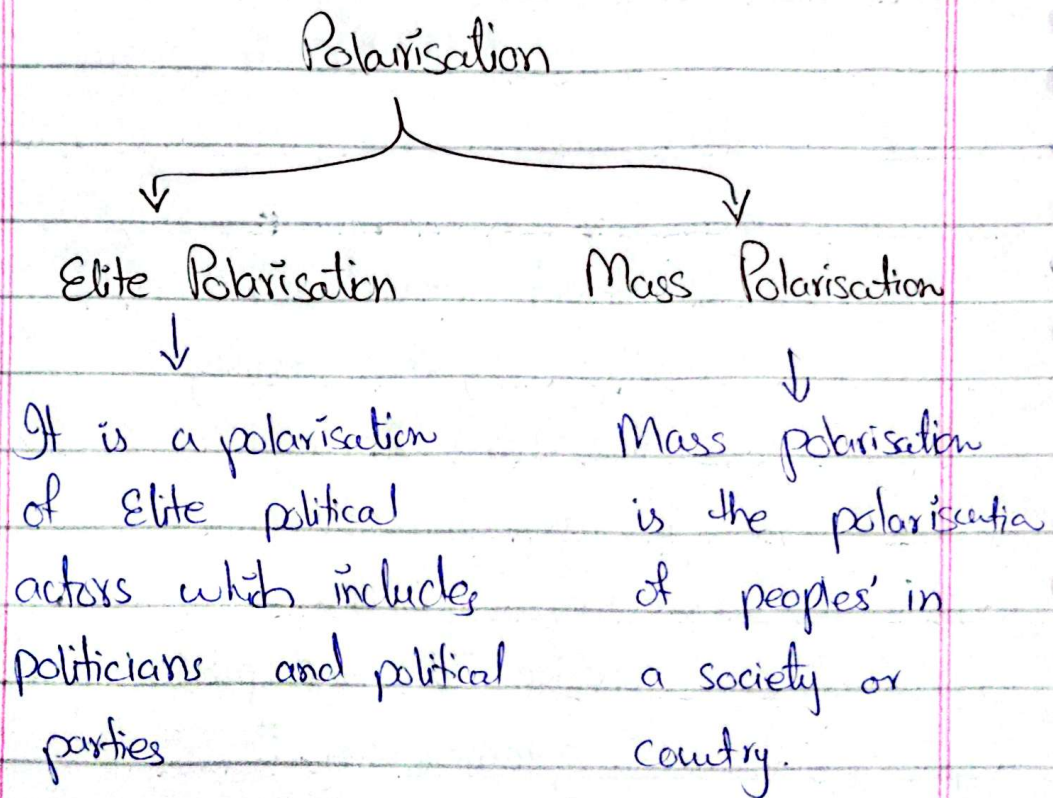 Polarisation
Elite Polarisation
Mass Polarisation
It is a polarisation
of Elite political
actors which includes
politicians and political
parties
Mass polarisation
is the polarisatio
of peoples' in
a society or
country.